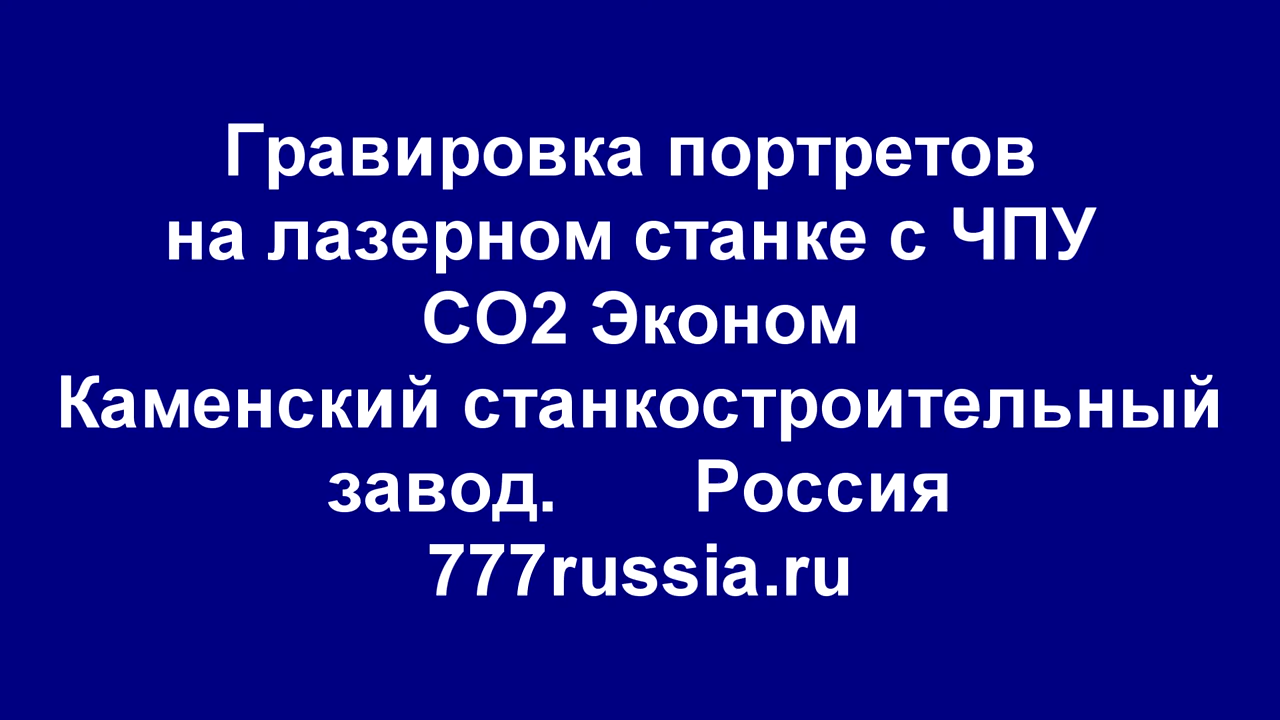 Гравировка портретов
на лазерном станке с ЧПУ
СО2 Эконом
Каменский станкостроительный
завод. Россия
777russia.ru